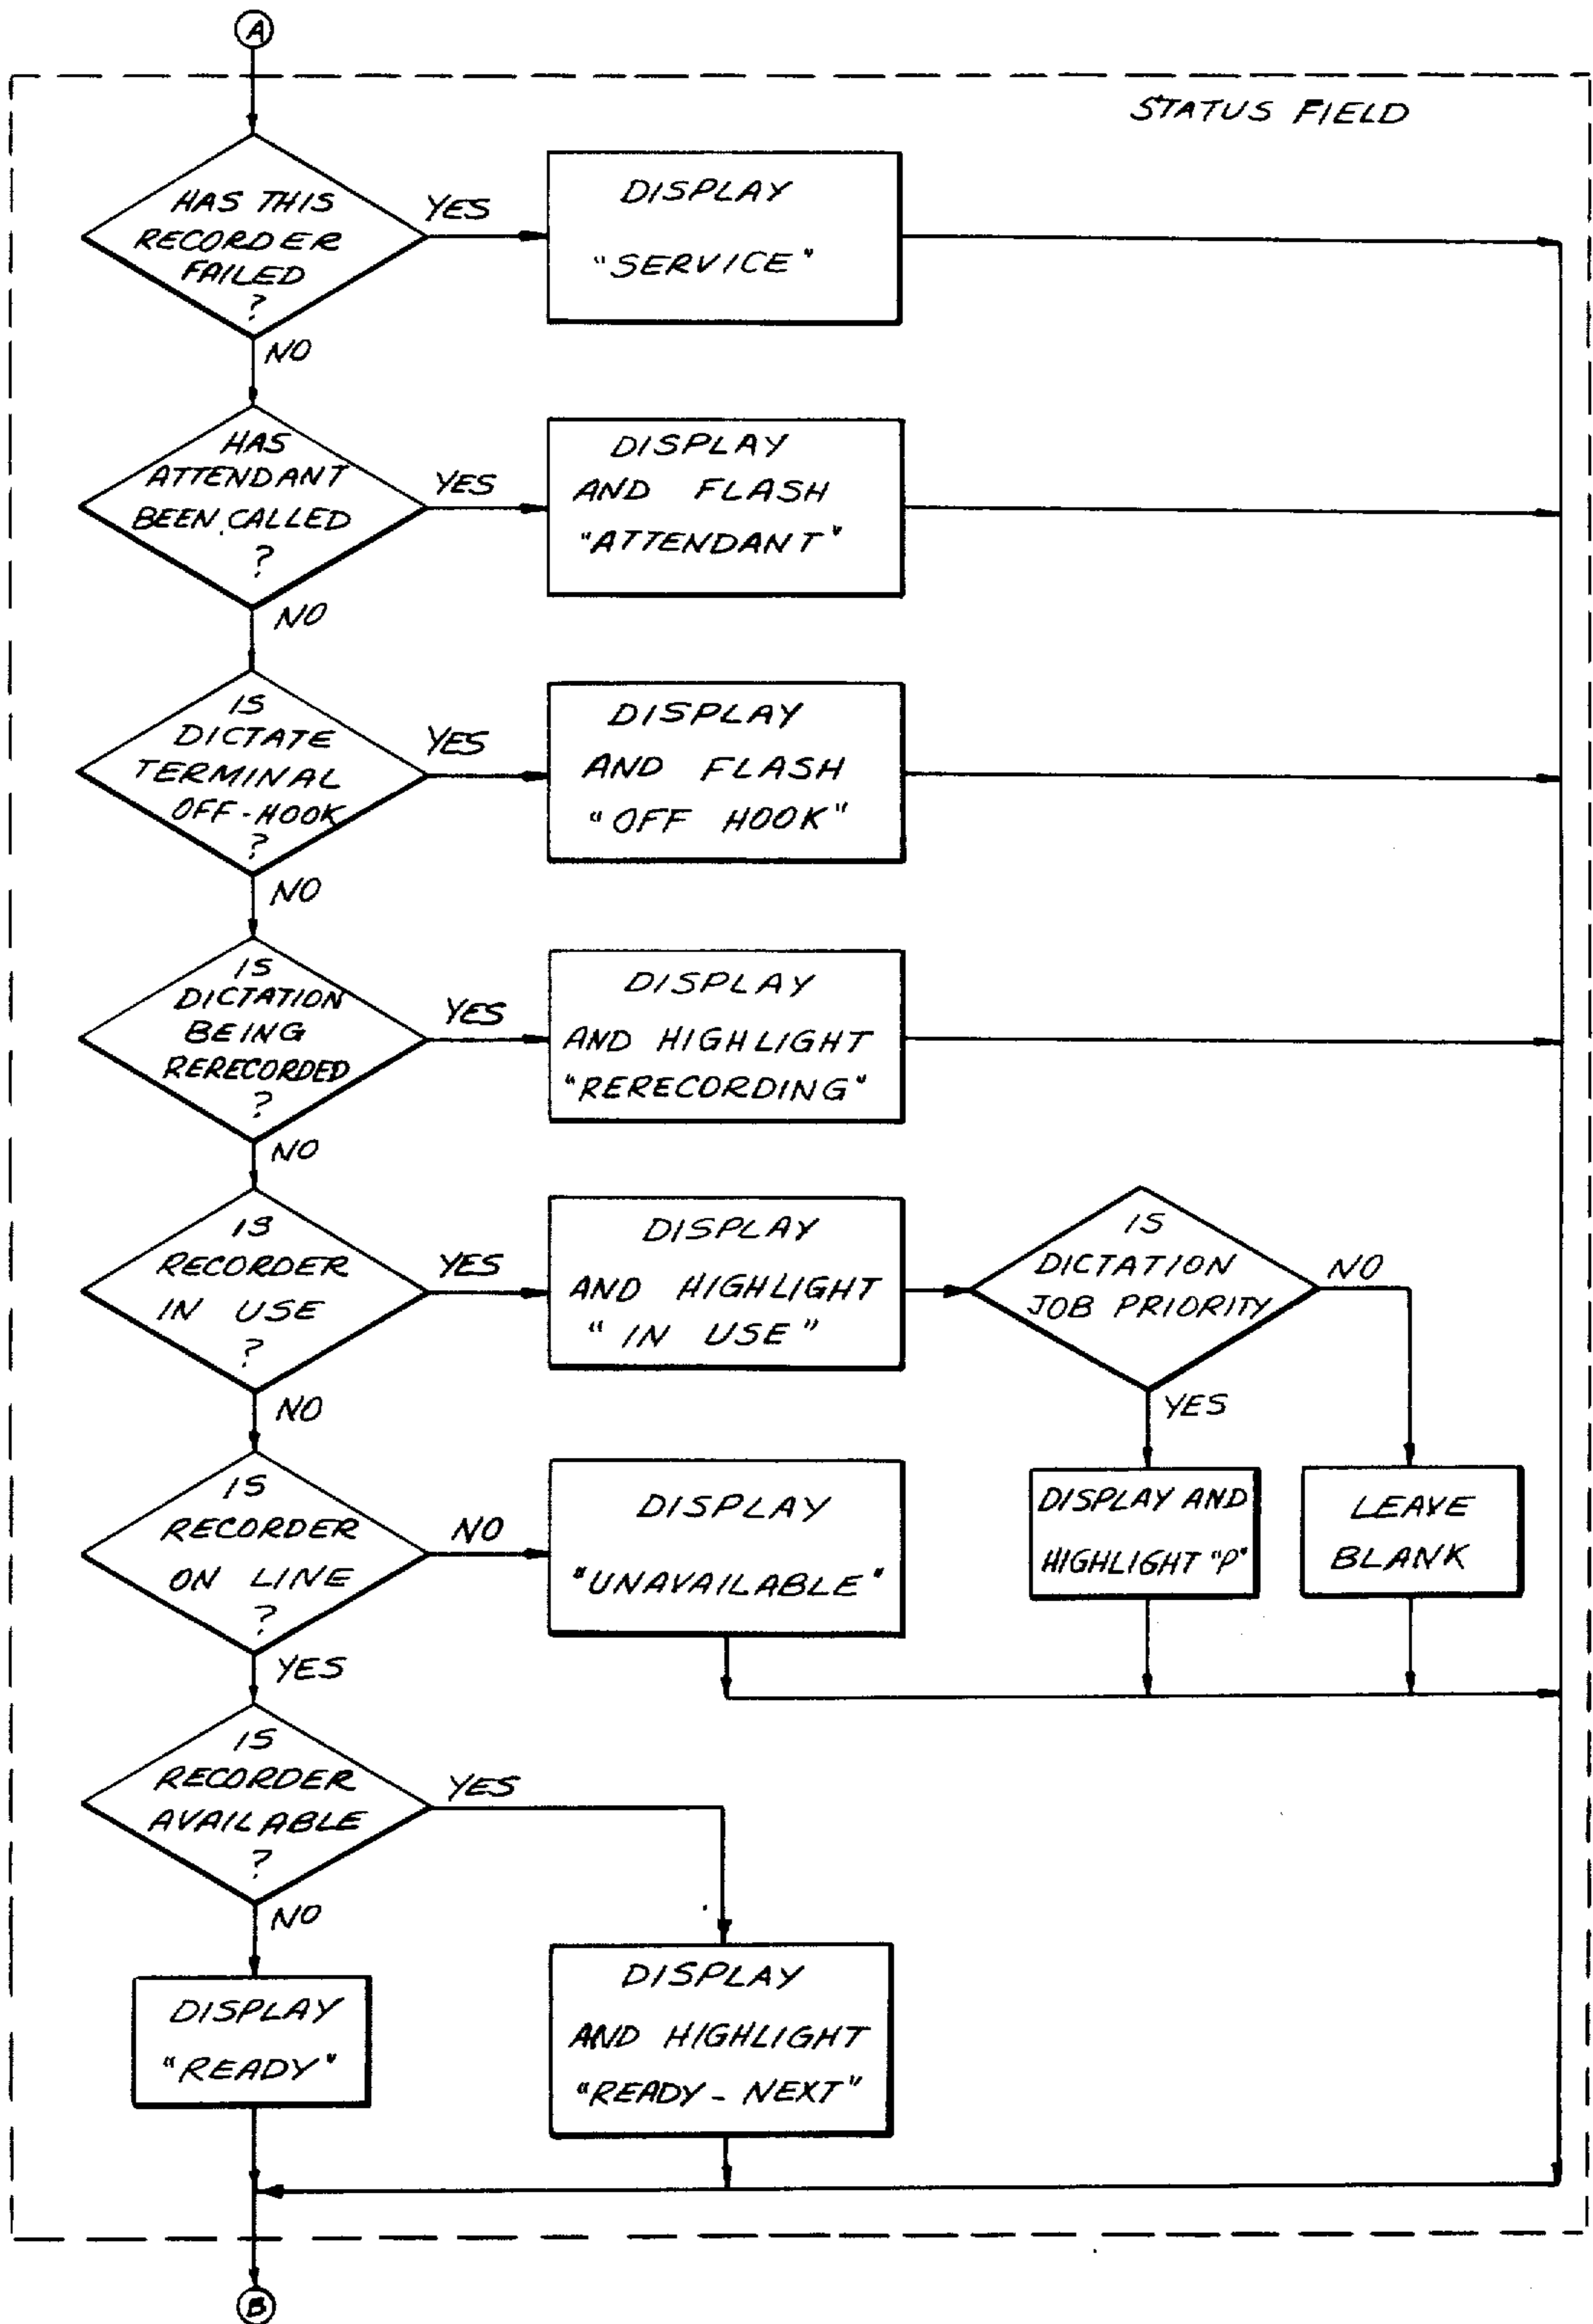 A
STATUS FIELD
HAS THIS
RECORDER
FAILED
?
YES
NO
DISPLAY
"SERVICE"
HAS
ATTENDANT
BEEN CALLED
?
YES
NO
DISPLAY
AND FLASH
"ATTENDANT"
IS
DICTATE
TERMINAL
OFF-HOOK
?
YES
NO
DISPLAY
AND FLASH
"OFF HOOK"
IS
DICTATION
BEING
RERECORDED
?
YES
NO
DISPLAY
AND HIGHLIGHT
"RERECORDING"
IS
RECORDER
IN USE
?
YES
NO
DISPLAY
AND HIGHLIGHT
"IN USE"
IS
DICTATION
JOB PRIORITY
NO
YES
DISPLAY AND
HIGHLIGHT "P"
LEAVE
BLANK
IS
RECORDER
ON LINE
?
NO
YES
DISPLAY
"UNAVAILABLE"
IS
RECORDER
AVAILABLE
?
YES
NO
DISPLAY
"READY"
DISPLAY
AND HIGHLIGHT
"READY - NEXT"
B